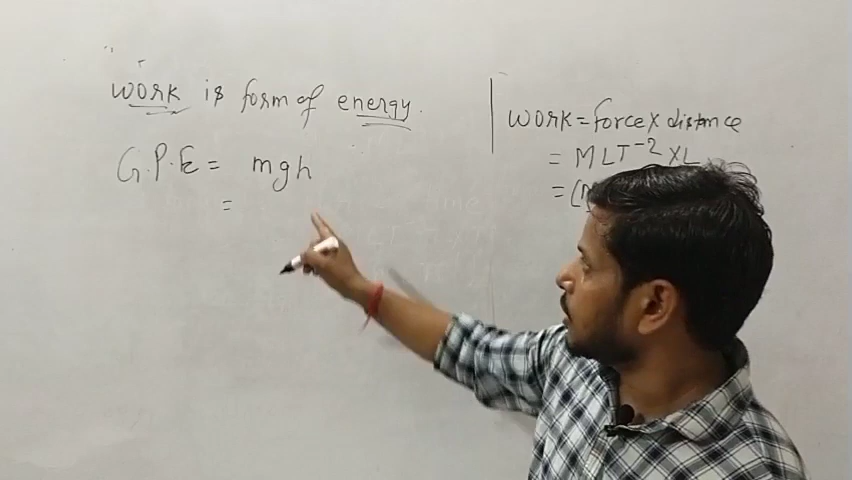 work is form of energy.
G.P.E = mgh
=
work = force x distance
= MLT⁻² x L
= [M